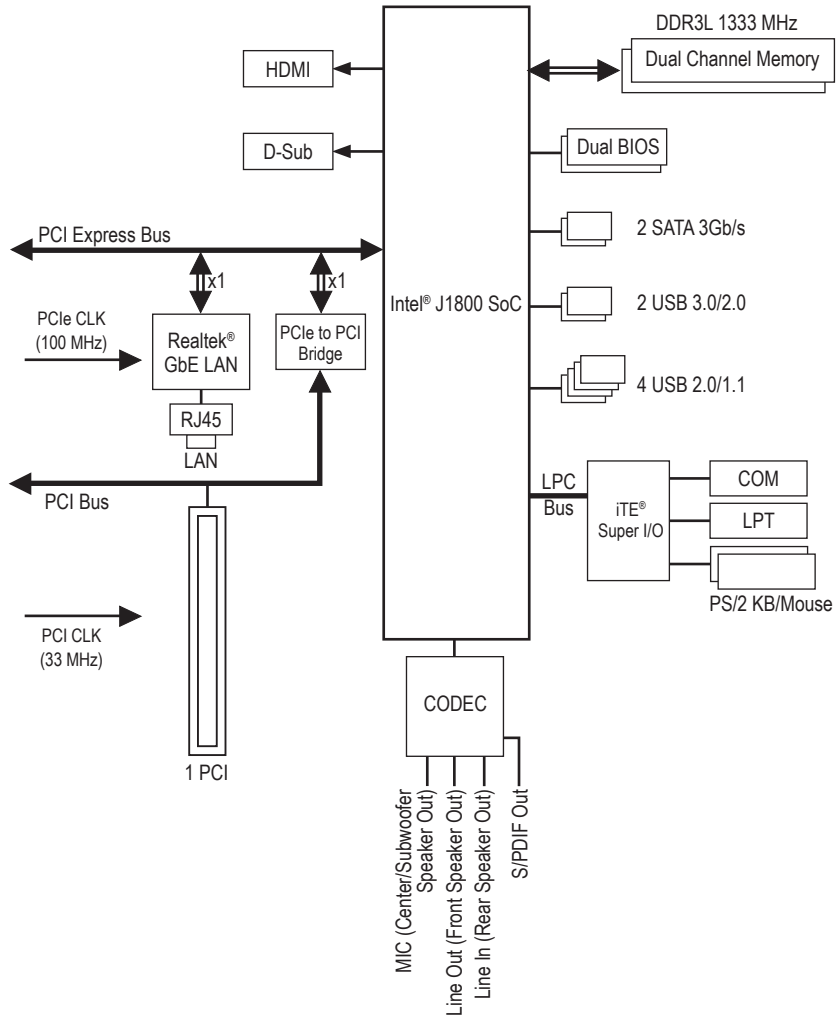 DDR3L 1333 MHz
Dual Channel Memory
HDMI
D-Sub
Dual BIOS
2 SATA 3Gb/s
PCI Express Bus
x1
x1
Intel® J1800 SoC
2 USB 3.0/2.0
PCIe CLK
(100 MHz)
Realtek®
GbE LAN
PCIe to PCI
Bridge
4 USB 2.0/1.1
RJ45
LAN
PCI Bus
LPC
Bus
iTE®
Super I/O
COM
LPT
PS/2 KB/Mouse
PCI CLK
(33 MHz)
1 PCI
CODEC
MIC (Center/Subwoofer
Speaker Out)
Line Out (Front Speaker Out)
Line In (Rear Speaker Out)
S/PDIF Out